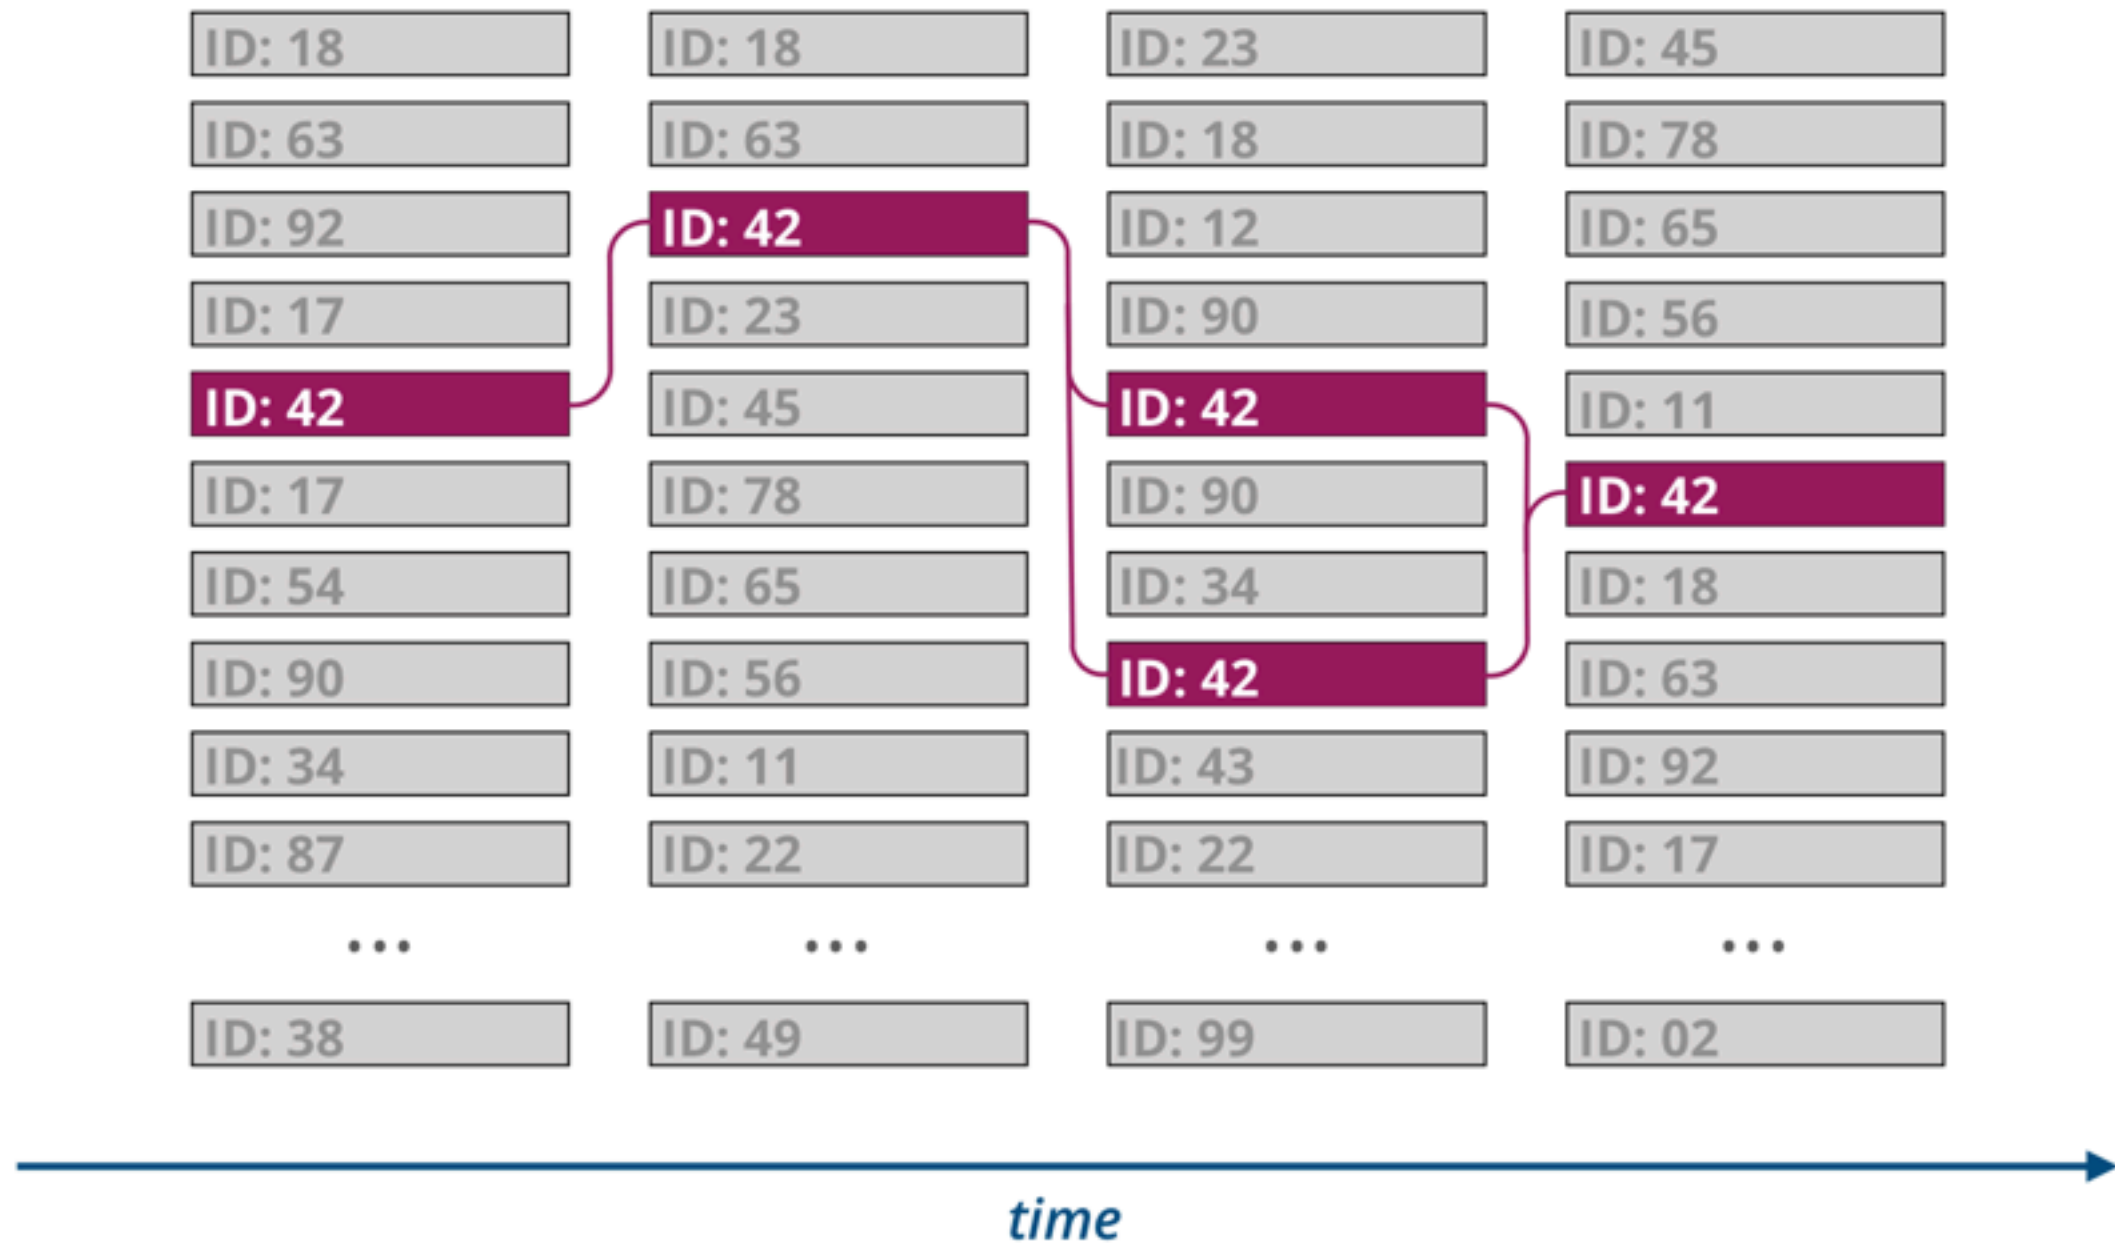 ID: 18
ID: 63
ID: 92
ID: 17
ID: 42
ID: 17
ID: 54
ID: 90
ID: 34
ID: 87
...
ID: 38
ID: 18
ID: 63
ID: 42
ID: 23
ID: 45
ID: 78
ID: 65
ID: 56
ID: 11
ID: 22
...
ID: 49
ID: 23
ID: 18
ID: 12
ID: 90
ID: 42
ID: 90
ID: 34
ID: 42
ID: 43
ID: 22
...
ID: 99
ID: 45
ID: 78
ID: 65
ID: 56
ID: 11
ID: 42
ID: 18
ID: 63
ID: 92
ID: 17
...
ID: 02
time